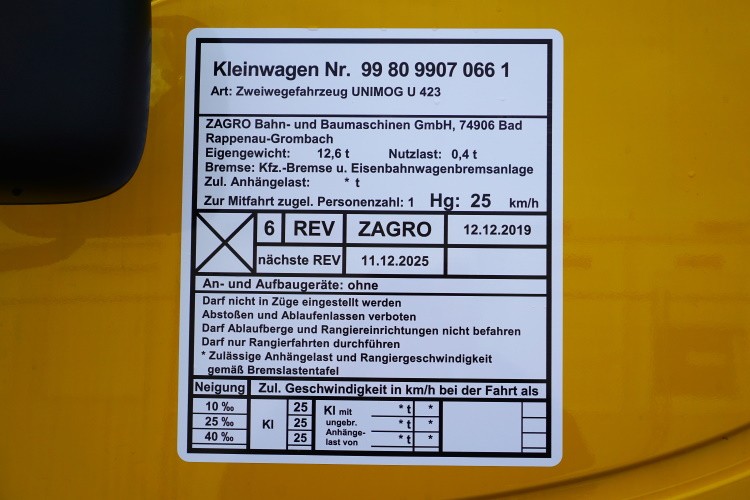 Kleinwagen Nr. 99 80 9907 066 1
Art: Zweiwegefahrzeug UNIMOG U 423
ZAGRO Bahn- und Baumaschinen GmbH, 74906 Bad
Rappenau-Grombach
Eigengewicht: 12,6 t Nutzlast: 0,4 t
Bremse: Kfz.-Bremse u. Eisenbahnwagenbremsanlage
Zul. Anhängelast: * t
Zur Mitfahrt zugel. Personenzahl: 1 Hg: 25 km/h
6 REV ZAGRO 12.12.2019
nächste REV 11.12.2025
An- und Aufbaugeräte: ohne
Darf nicht in Züge eingestellt werden
Abstoßen und Ablaufenlassen verboten
Darf Ablaufberge und Rangiereinrichtungen nicht befahren
Darf nur Rangierfahrten durchführen
* Zulässige Anhängelast und Rangiergeschwindigkeit
gemäß Bremslastentafel
Neigung Zul. Geschwindigkeit in km/h bei der Fahrt als
10 ‰ 25 * t *
25 ‰ Kl 25 Kl mit ungebr. Anhänge- last von * t *
40 ‰ 25 * t *